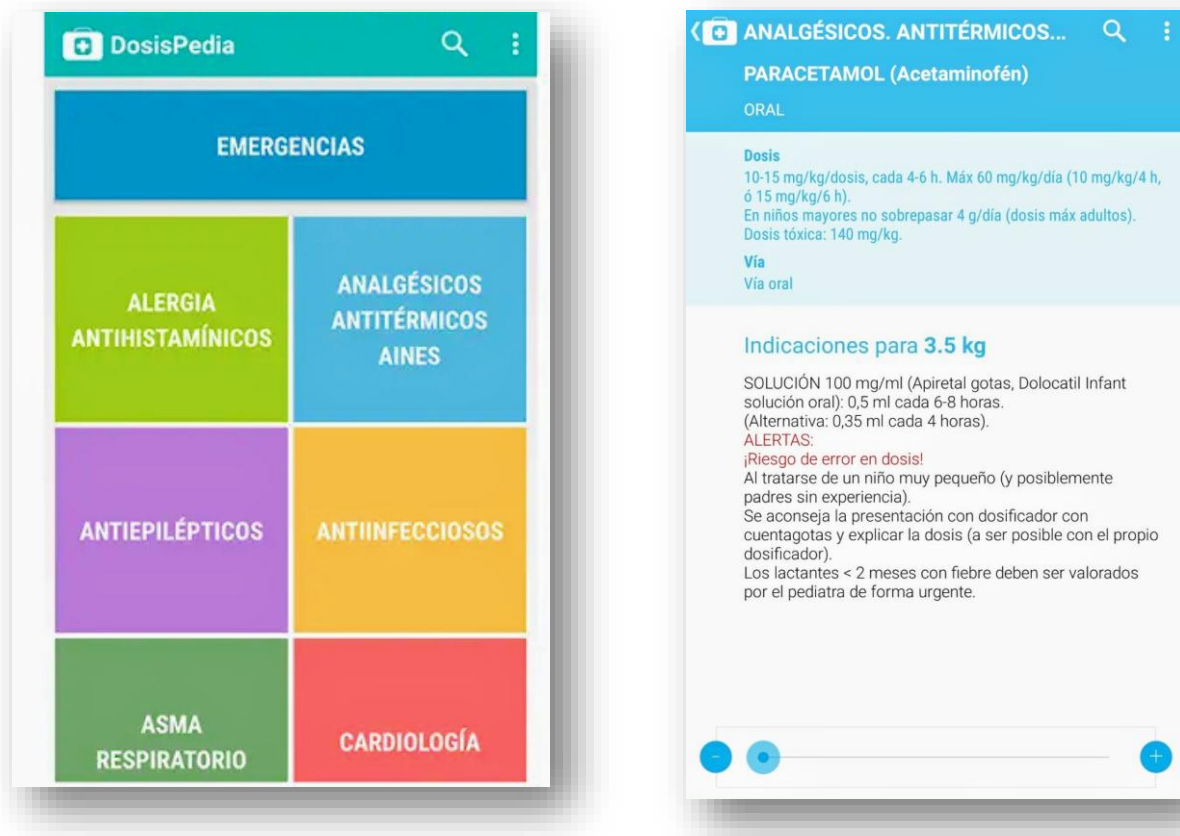 DosisPedia
EMERGENCIAS
ALERGIA
ANTIHISTAMÍNICOS
ANALGÉSICOS
ANTITÉRMICOS
AINES
ANTIEPILÉPTICOS
ANTIINFECCIOSOS
ASMA
RESPIRATORIO
CARDIOLOGÍA
ANALGÉSICOS. ANTITÉRMICOS...
PARACETAMOL (Acetaminofén)
ORAL
Dosis
10-15 mg/kg/dosis, cada 4-6 h. Máx 60 mg/kg/día (10 mg/kg/4 h,
ó 15 mg/kg/6 h).
En niños mayores no sobrepasar 4 g/día (dosis máx adultos).
Dosis tóxica: 140 mg/kg.
Vía
Vía oral
Indicaciones para 3.5 kg
SOLUCIÓN 100 mg/ml (Apiretal gotas, Dolocatil Infant
solución oral): 0,5 ml cada 6-8 horas.
(Alternativa: 0,35 ml cada 4 horas).
ALERTAS:
¡Riesgo de error en dosis!
Al tratarse de un niño muy pequeño (y posiblemente
padres sin experiencia).
Se aconseja la presentación con dosificador con
cuentagotas y explicar la dosis (a ser posible con el propio
dosificador).
Los lactantes < 2 meses con fiebre deben ser valorados
por el pediatra de forma urgente.